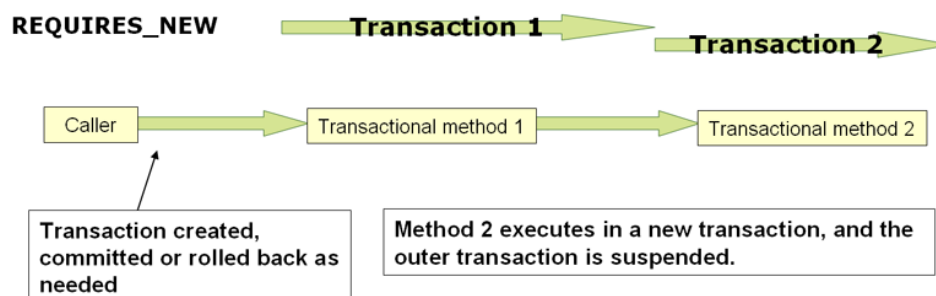 REQUIRES_NEW
Transaction 1
Transaction 2
Caller
Transactional method 1
Transactional method 2
Transaction created,
committed or rolled back as
needed
Method 2 executes in a new transaction, and the
outer transaction is suspended.